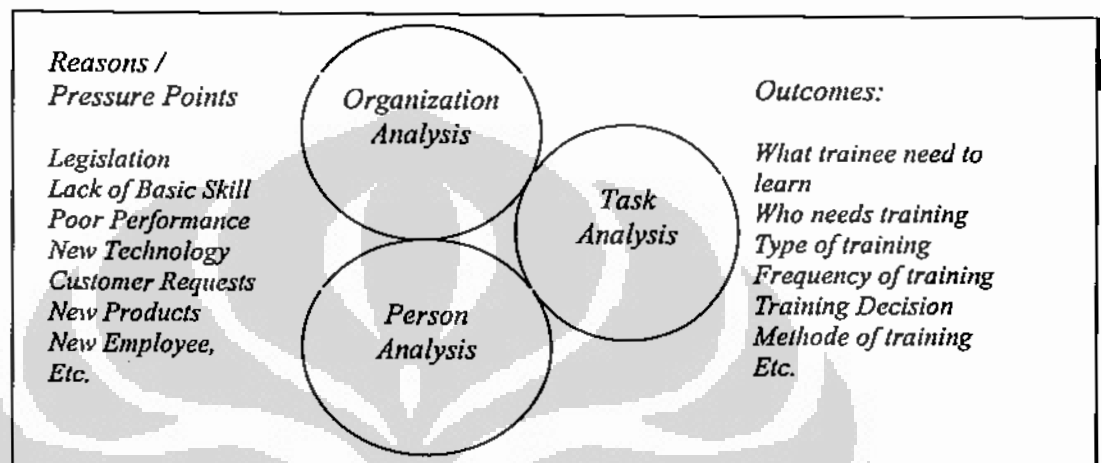 Reasons /
Pressure Points
Legislation
Lack of Basic Skill
Poor Performance
New Technology
Customer Requests
New Products
New Employee,
Etc.
Organization
Analysis
Task
Analysis
Person
Analysis
Outcomes:
What trainee need to
learn
Who needs training
Type of training
Frequency of training
Training Decision
Methode of training
Etc.